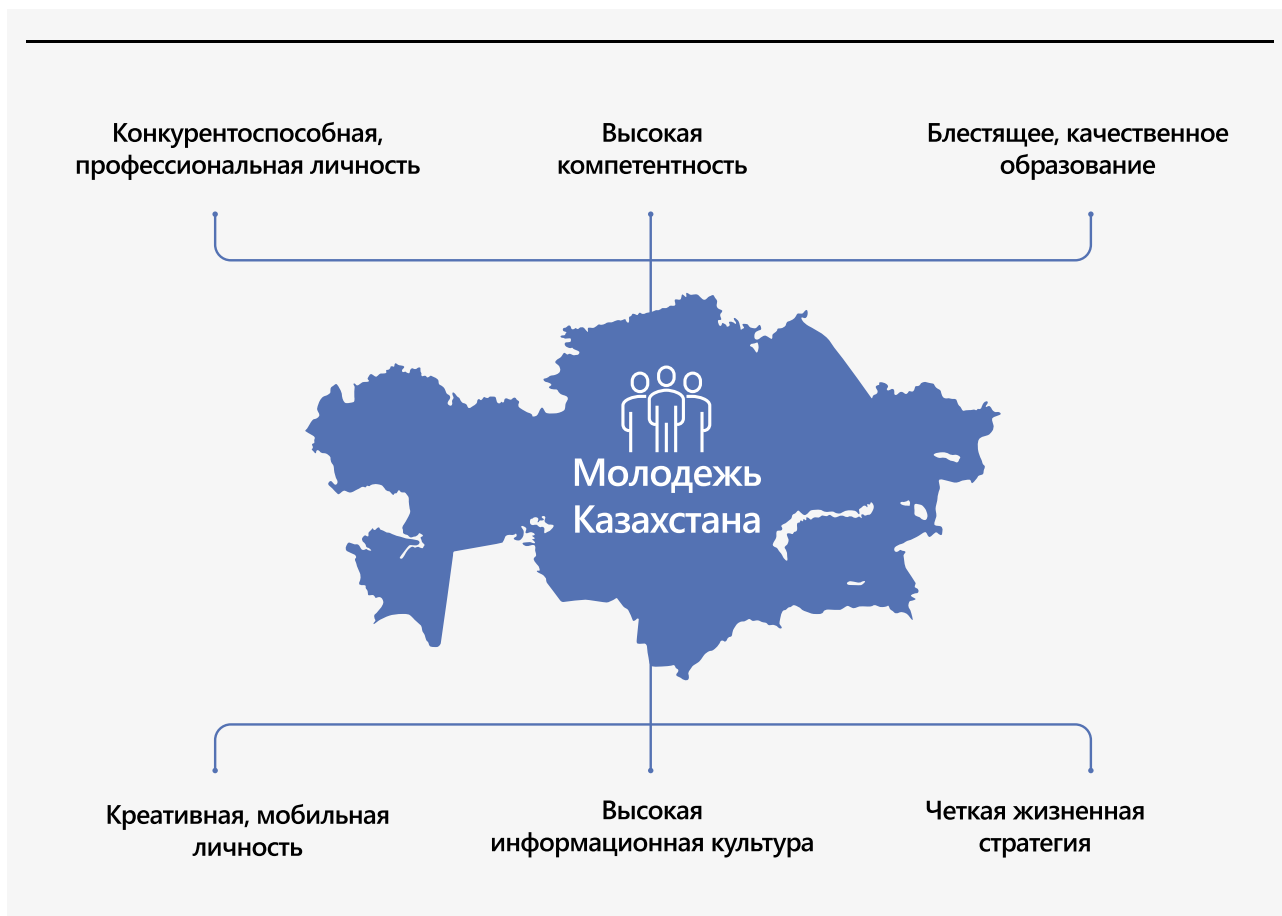 Конкурентоспособная,
профессиональная личность
Высокая
компетентность
Блестящее, качественное
образование
Молодежь
Казахстана
Креативная, мобильная
личность
Высокая
информационная культура
Четкая жизненная
стратегия